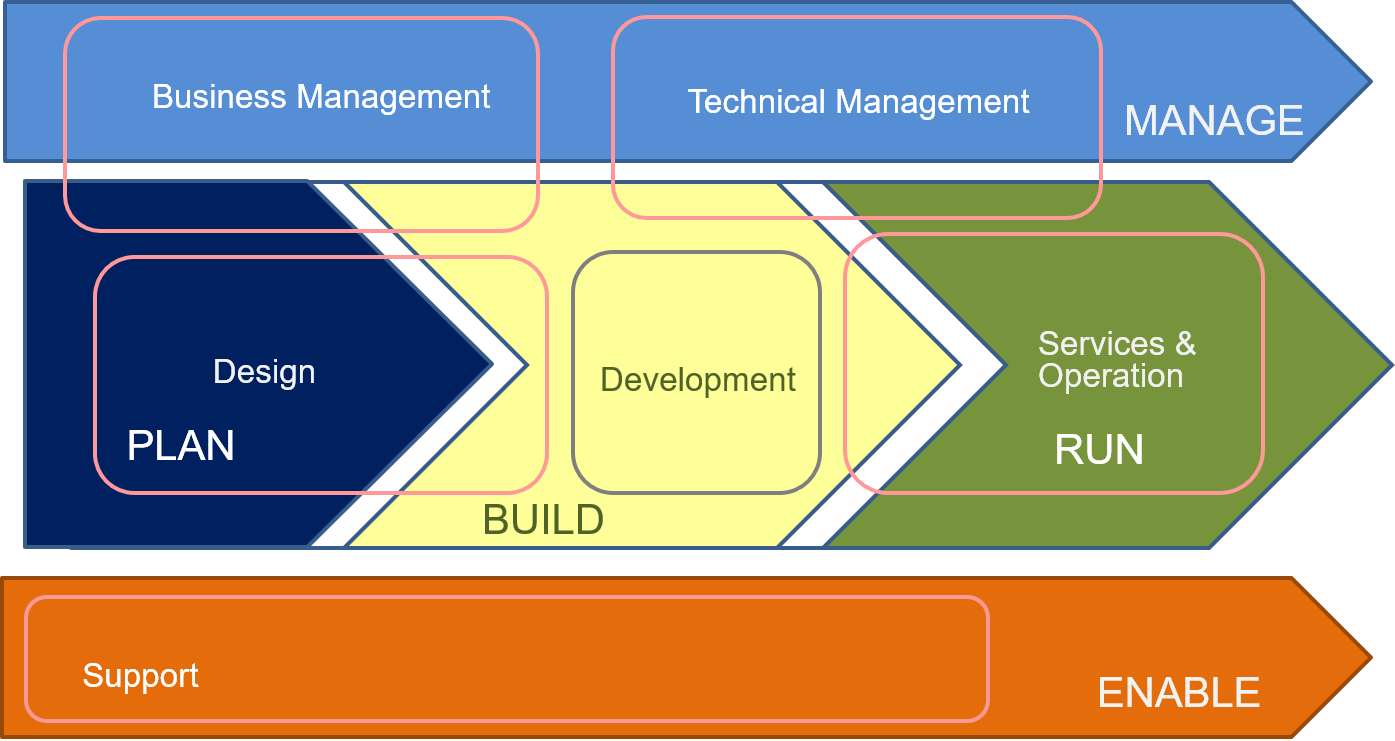 Business Management
Technical Management
MANAGE
Design
PLAN
Development
BUILD
Services &
Operation
RUN
Support
ENABLE